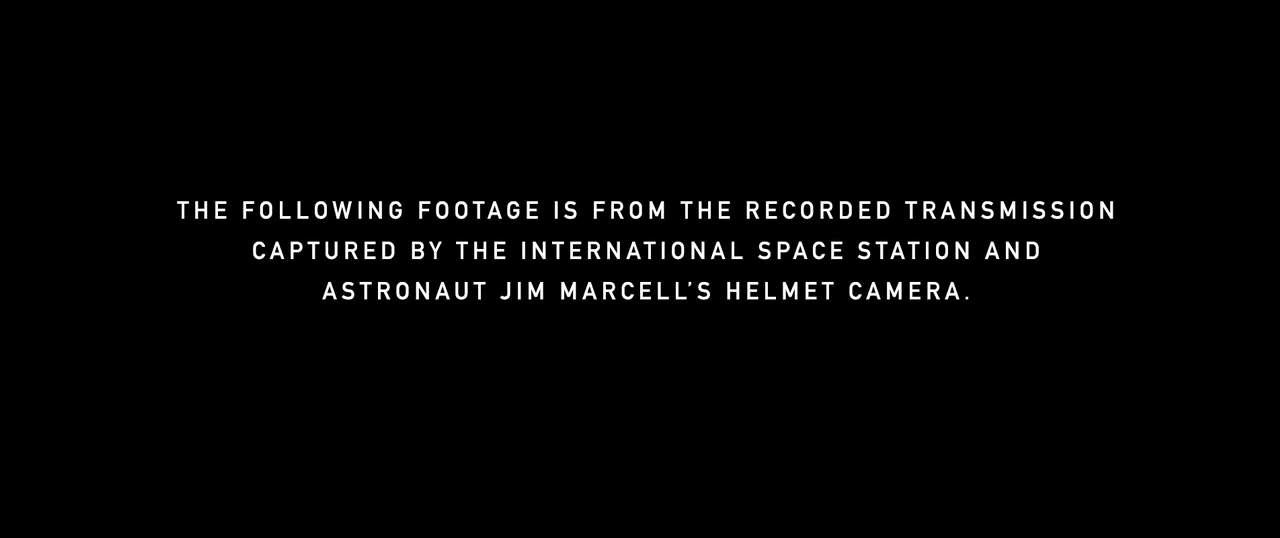 THE FOLLOWING FOOTAGE IS FROM THE RECORDED TRANSMISSION
CAPTURED BY THE INTERNATIONAL SPACE STATION AND
ASTRONAUT JIM MARCELL’S HELMET CAMERA.